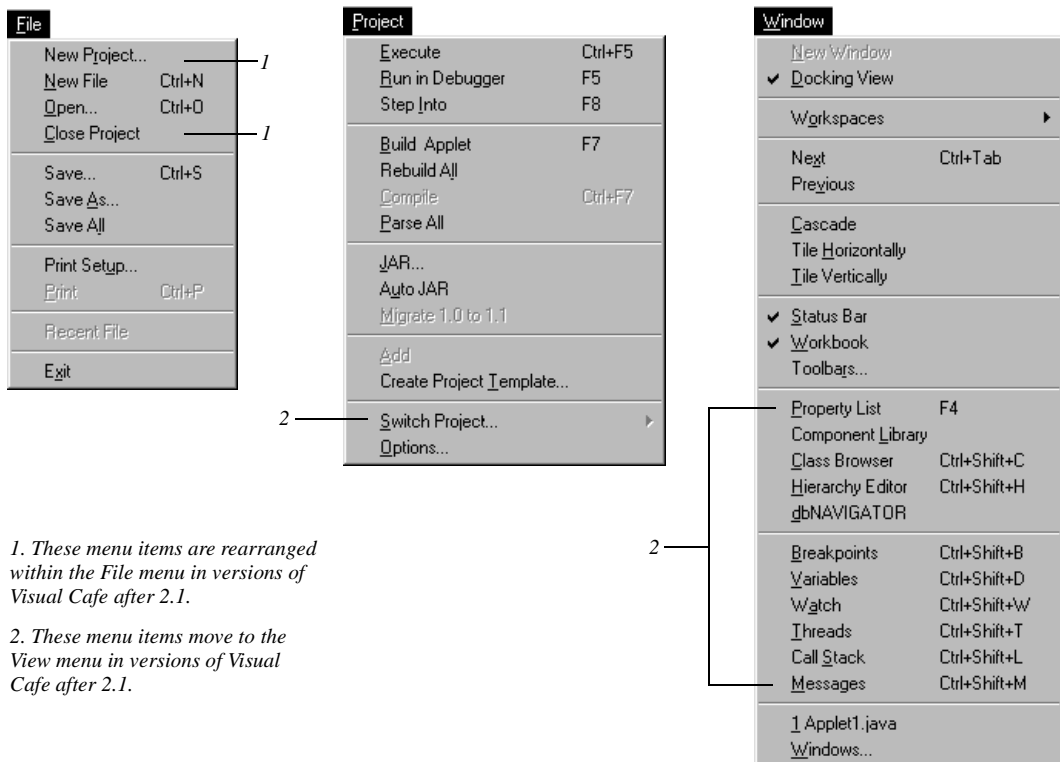 File
New Project...
1
New File Ctrl+N
Open... Ctrl+O
Close Project
1
Save... Ctrl+S
Save As...
Save All
Print Setup...
Print Ctrl+P
Recent File
Exit
Project
Execute Ctrl+F5
Run in Debugger F5
Step Into F8
Build Applet F7
Rebuild All
Compile Ctrl+F7
Parse All
JAR...
Auto JAR
Migrate 1.0 to 1.1
Add
Create Project Template...
2
Switch Project...
Options...
Window
New Window
Docking View
Workspaces
Next Ctrl+Tab
Previous
Cascade
Tile Horizontally
Tile Vertically
Status Bar
Workbook
Toolbars...
Property List F4
Component Library
Class Browser Ctrl+Shift+C
Hierarchy Editor Ctrl+Shift+H
dbNAVIGATOR
2
Breakpoints Ctrl+Shift+B
Variables Ctrl+Shift+D
Watch Ctrl+Shift+W
Threads Ctrl+Shift+T
Call Stack Ctrl+Shift+L
Messages Ctrl+Shift+M
1 Applet1.java
Windows...
1. These menu items are rearranged
within the File menu in versions of
Visual Cafe after 2.1.
2. These menu items move to the
View menu in versions of Visual
Cafe after 2.1.